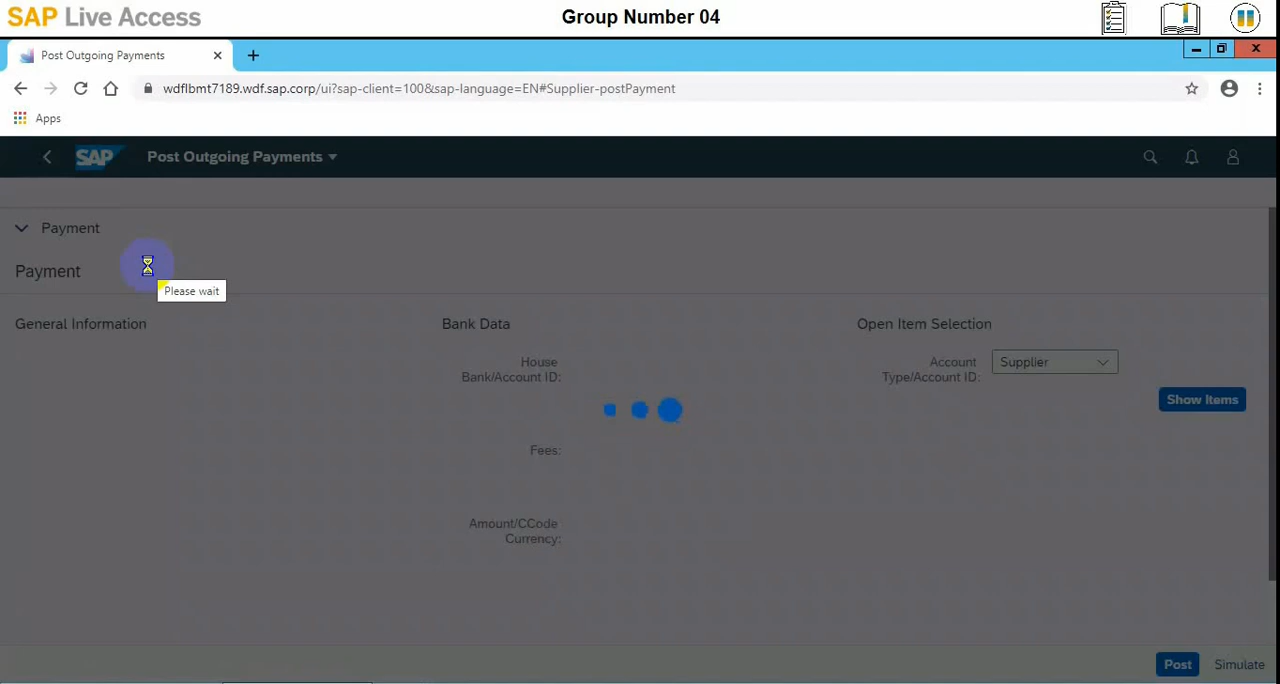 SAP Live Access
Group Number 04
Post Outgoing Payments
wdflbmt7189.wdf.sap.corp/ui?sap-client=100&sap-language=EN#Supplier-postPayment
Apps
SAP
Post Outgoing Payments
Payment
Payment
Please wait
General Information
Bank Data
Open Item Selection
House
Bank/Account ID:
Account
Type/Account ID:
Supplier
Show Items
Fees:
Amount/CCode
Currency:
Post
Simulate